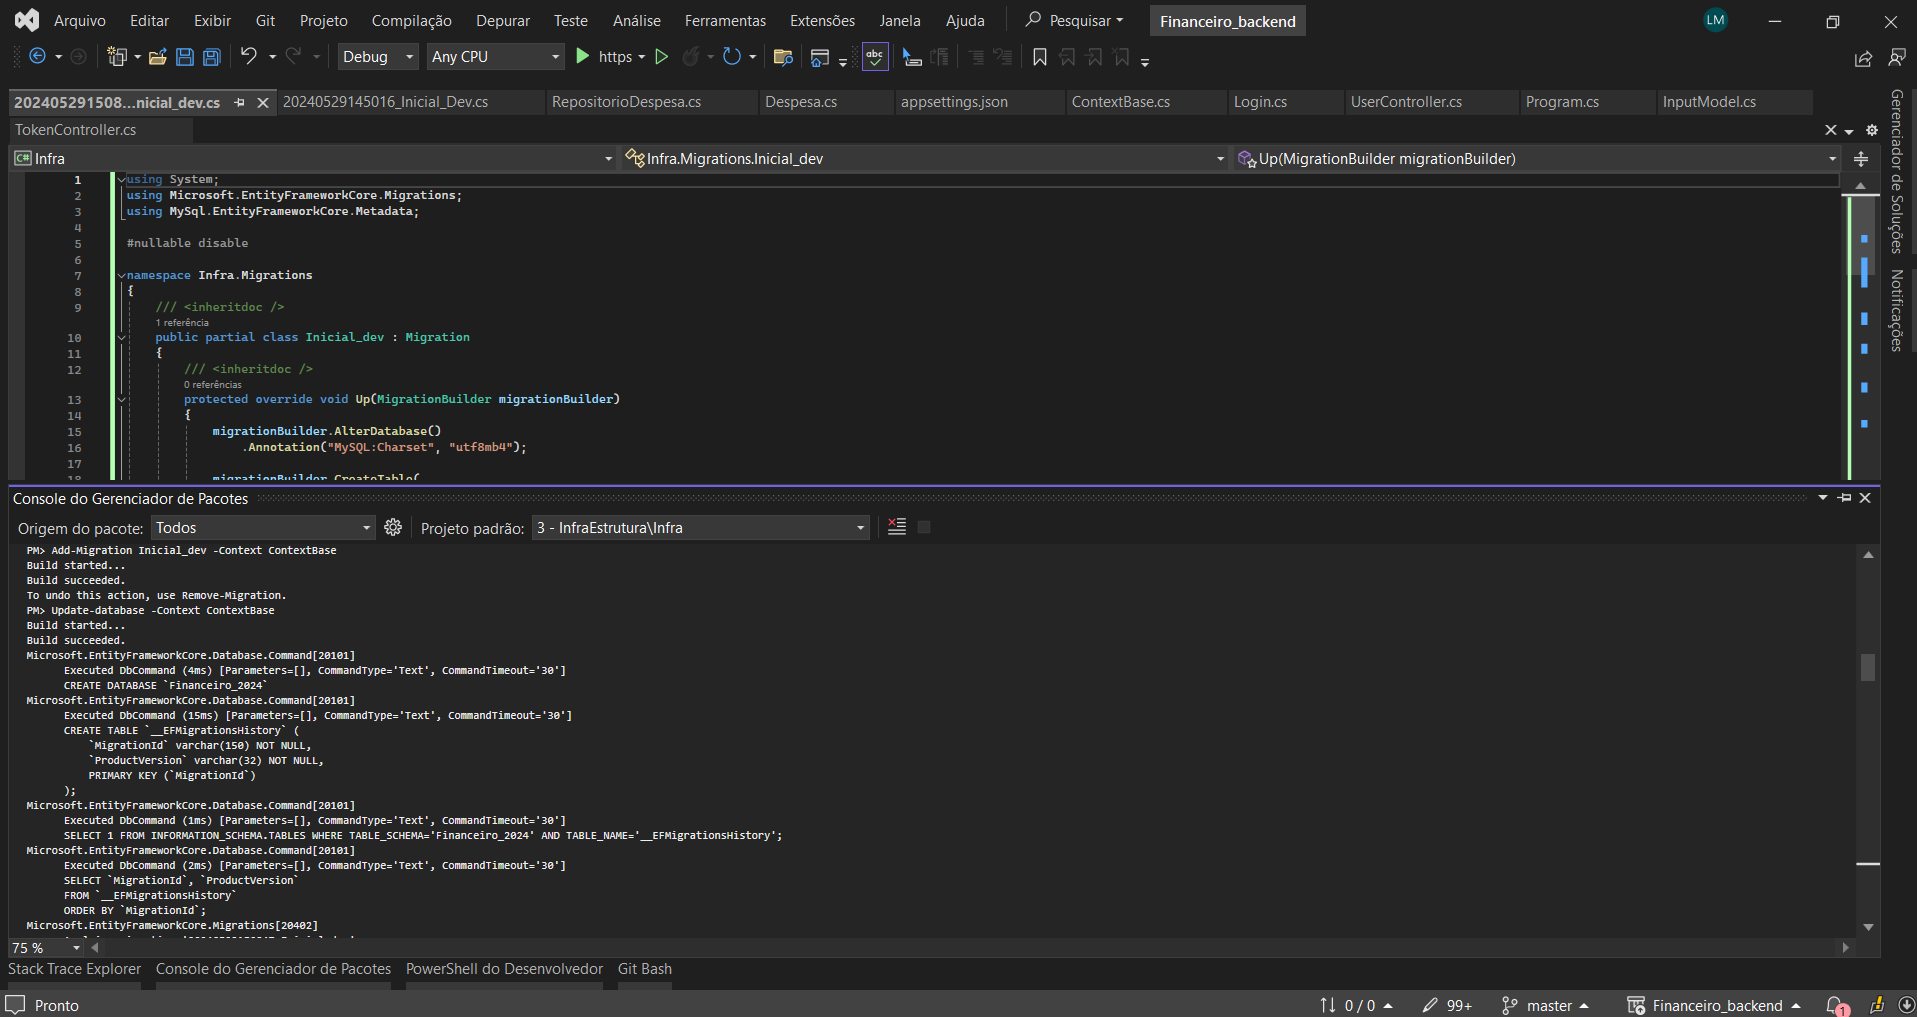 Arquivo Editar Exibir Git Projeto Compilação Depurar Teste Análise Ferramentas Extensões Janela Ajuda Pesquisar Financeiro_backend LM
Debug Any CPU https abc
202405291508...nicial_dev.cs 20240529145016_Inicial_Dev.cs RepositorioDespesa.cs Despesa.cs appsettings.json ContextBase.cs Login.cs UserController.cs Program.cs InputModel.cs
TokenController.cs
C# Infra Infra.Migrations.Inicial_dev Up(MigrationBuilder migrationBuilder)
1 using System;
2 using Microsoft.EntityFrameworkCore.Migrations;
3 using MySql.EntityFrameworkCore.Metadata;
4
5 #nullable disable
6
7 namespace Infra.Migrations
8 {
9 /// <inheritdoc />
1 referência
10 public partial class Inicial_dev : Migration
11 {
12 /// <inheritdoc />
0 referências
13 protected override void Up(MigrationBuilder migrationBuilder)
14 {
15 migrationBuilder.AlterDatabase()
16 .Annotation("MySQL:Charset", "utf8mb4");
17
18 migrationBuilder.CreateTable(
Gerenciador de Soluções
Notificações
Console do Gerenciador de Pacotes
Origem do pacote: Todos Projeto padrão: 3 - InfraEstrutura\Infra
PM> Add-Migration Inicial_dev -Context ContextBase
Build started...
Build succeeded.
To undo this action, use Remove-Migration.
PM> Update-database -Context ContextBase
Build started...
Build succeeded.
Microsoft.EntityFrameworkCore.Database.Command[20101]
Executed DbCommand (4ms) [Parameters=[], CommandType='Text', CommandTimeout='30']
CREATE DATABASE `Financeiro_2024`
Microsoft.EntityFrameworkCore.Database.Command[20101]
Executed DbCommand (15ms) [Parameters=[], CommandType='Text', CommandTimeout='30']
CREATE TABLE `__EFMigrationsHistory` (
`MigrationId` varchar(150) NOT NULL,
`ProductVersion` varchar(32) NOT NULL,
PRIMARY KEY (`MigrationId`)
);
Microsoft.EntityFrameworkCore.Database.Command[20101]
Executed DbCommand (1ms) [Parameters=[], CommandType='Text', CommandTimeout='30']
SELECT 1 FROM INFORMATION_SCHEMA.TABLES WHERE TABLE_SCHEMA='Financeiro_2024' AND TABLE_NAME='__EFMigrationsHistory';
Microsoft.EntityFrameworkCore.Database.Command[20101]
Executed DbCommand (2ms) [Parameters=[], CommandType='Text', CommandTimeout='30']
SELECT `MigrationId`, `ProductVersion`
FROM `__EFMigrationsHistory`
ORDER BY `MigrationId`;
Microsoft.EntityFrameworkCore.Migrations[20402]
75 %
Stack Trace Explorer Console do Gerenciador de Pacotes PowerShell do Desenvolvedor Git Bash
Pronto 0 / 0 99+ master Financeiro_backend 1